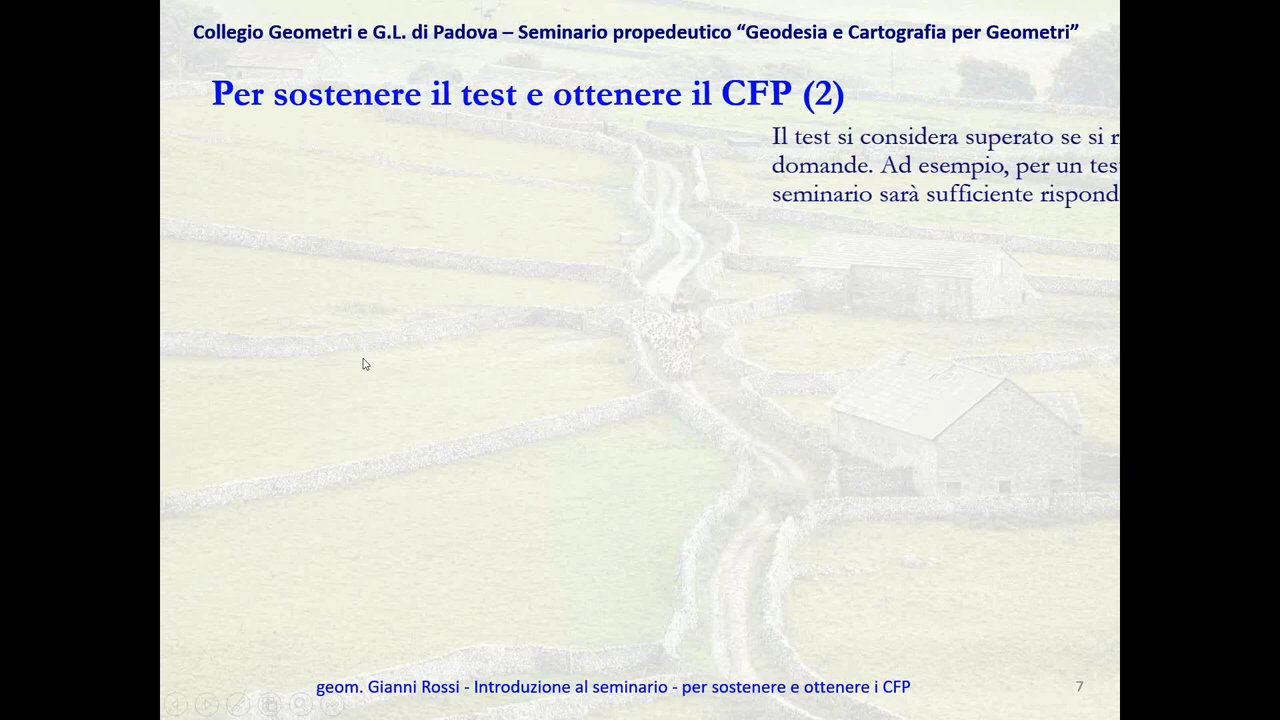 Collegio Geometri e G.L. di Padova – Seminario propedeutico “Geodesia e Cartografia per Geometri”
Per sostenere il test e ottenere il CFP (2)
Il test si considera superato se si
domande. Ad esempio, per un
seminario sarà sufficiente
geom. Gianni Rossi - Introduzione al seminario - per sostenere e ottenere i CFP
7